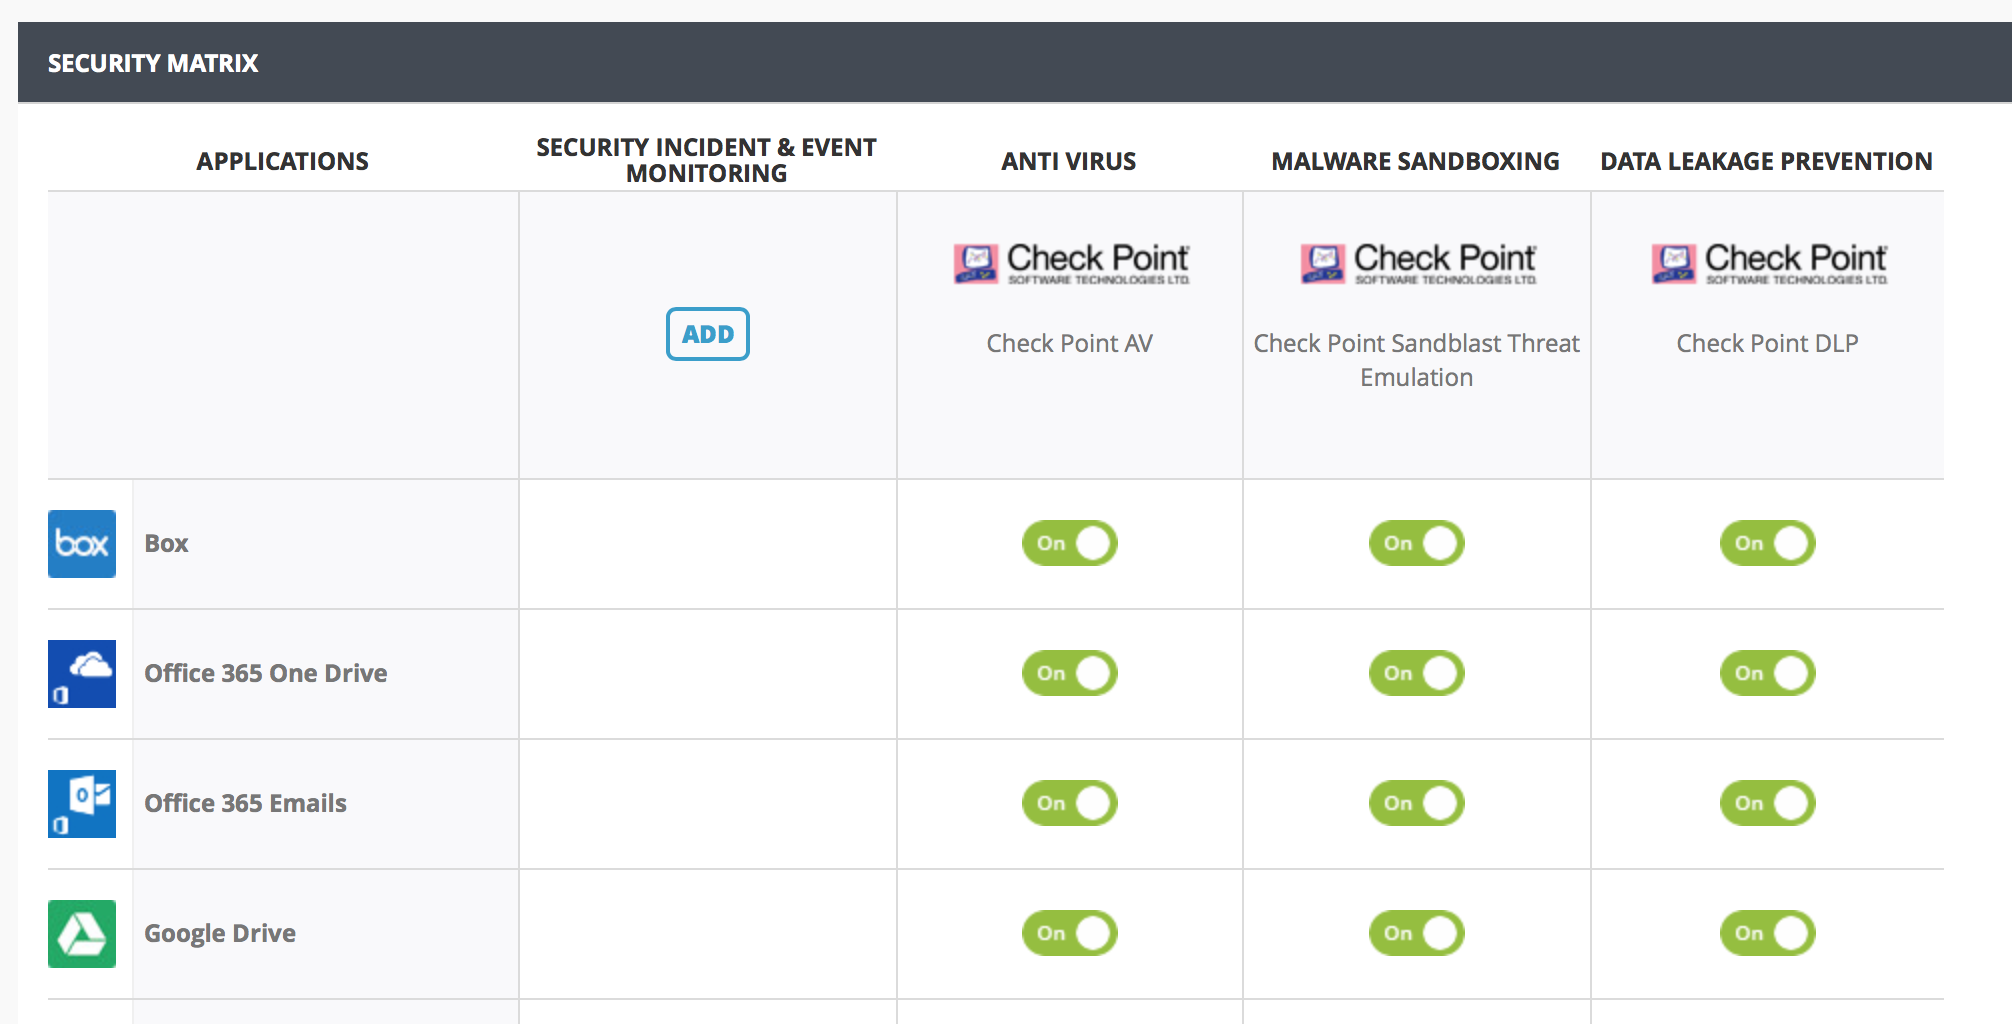 SECURITY MATRIX
APPLICATIONS
SECURITY INCIDENT & EVENT
MONITORING
ANTI VIRUS
MALWARE SANDBOXING
DATA LEAKAGE PREVENTION
ADD
Check Point
SOFTWARE TECHNOLOGIES LTD.
Check Point AV
Check Point
SOFTWARE TECHNOLOGIES LTD.
Check Point Sandblast Threat
Emulation
Check Point
SOFTWARE TECHNOLOGIES LTD.
Check Point DLP
box
Box
On
On
On
Office 365 One Drive
On
On
On
Office 365 Emails
On
On
On
Google Drive
On
On
On